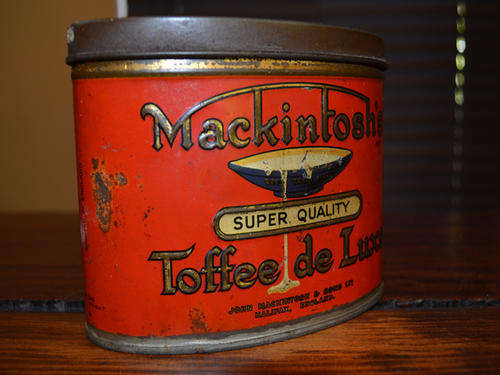 Mackintosh's
SUPER. QUALITY
Toffee de Luxe
JOHN MACKINTOSH & SONS LTD
HALIFAX, ENGLAND.